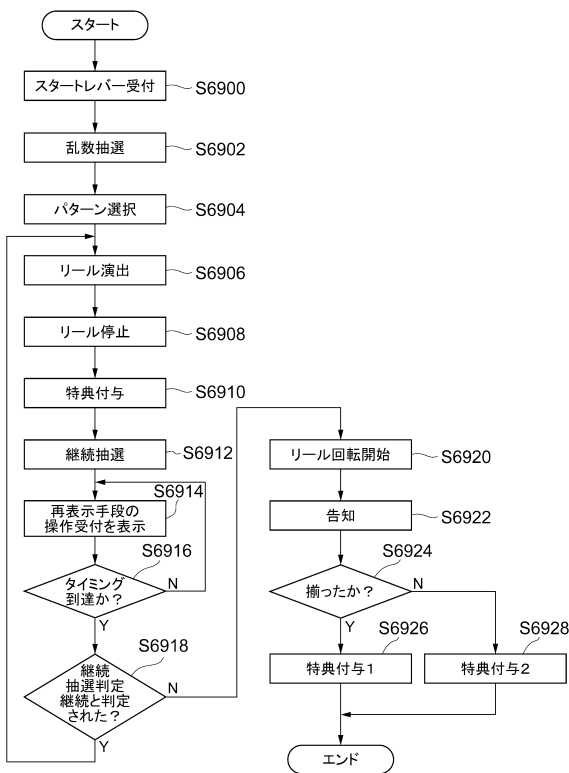 スタート
スタートレバー受付
S6900
乱数抽選
S6902
パターン選択
S6904
リール演出
S6906
リール停止
S6908
特典付与
S6910
継続抽選
S6912
再表示手段の
操作受付を表示
S6914
タイミング
到達か?
S6916
N
Y
継続
抽選判定
継続と判定
された?
S6918
N
Y
リール回転開始
S6920
告知
S6922
揃ったか?
S6924
N
Y
特典付与1
S6926
特典付与2
S6928
エンド